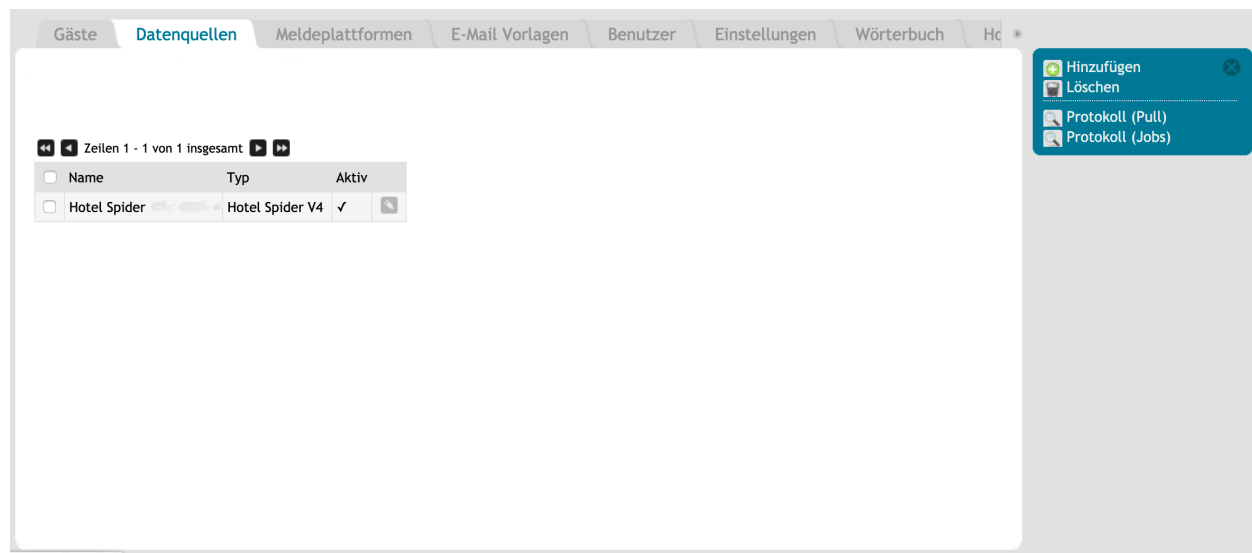 Gäste Datenquellen Meldeplattformen E-Mail Vorlagen Benutzer Einstellungen Wörterbuch
Hinzufügen
Löschen
Protokoll (Pull)
Protokoll (Jobs)
Zeilen 1 - 1 von 1 insgesamt
Name Typ Aktiv
Hotel Spider Hotel Spider V4 ✓